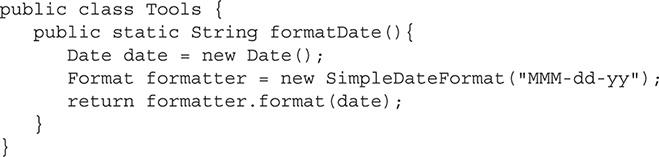 public class Tools {
   public static String formatDate(){
      Date date = new Date();
      Format formatter = new SimpleDateFormat("MMM-dd-yy");
      return formatter.format(date);
   }
}